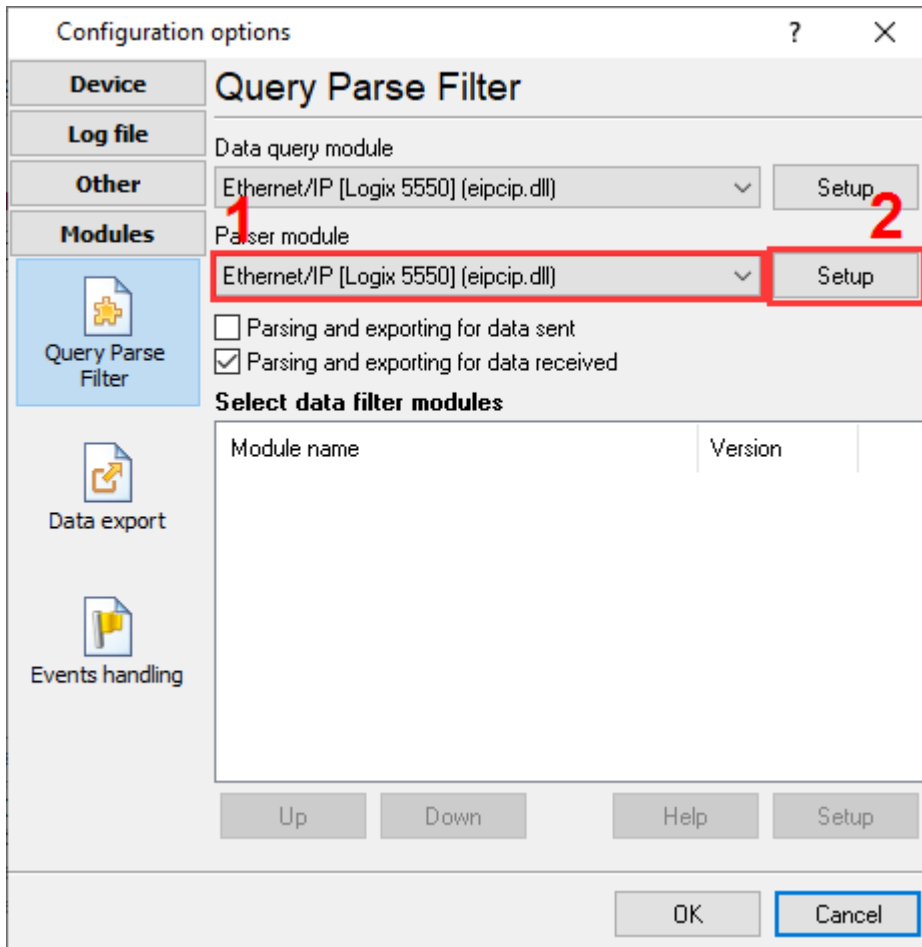 Configuration options
?
Device
Log file
Other
Modules
Query Parse
Filter
Data export
Events handling
Query Parse Filter
Data query module
Ethernet/IP [Logix 5550] (eipcip.dll)
Setup
1
2
Parser module
Ethernet/IP [Logix 5550] (eipcip.dll)
Setup
Parsing and exporting for data sent
Parsing and exporting for data received
Select data filter modules
Module name Version
Up Down Help Setup
OK Cancel